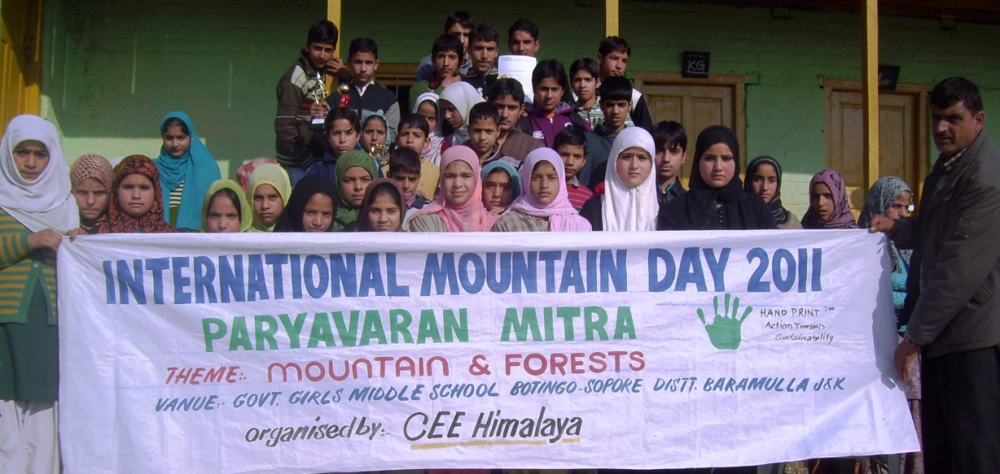 KG
INTERNATIONAL MOUNTAIN DAY 2011
PARYAVARAN MITRA
HAND PRINT™
Action Towards
Sustainability
THEME:- MOUNTAIN & FORESTS
VANUE:- GOVT. GIRLS MIDDLE SCHOOL BOTINGO-SOPORE DISTT. BARAMULLA J&K
organised by:- CEE Himalaya